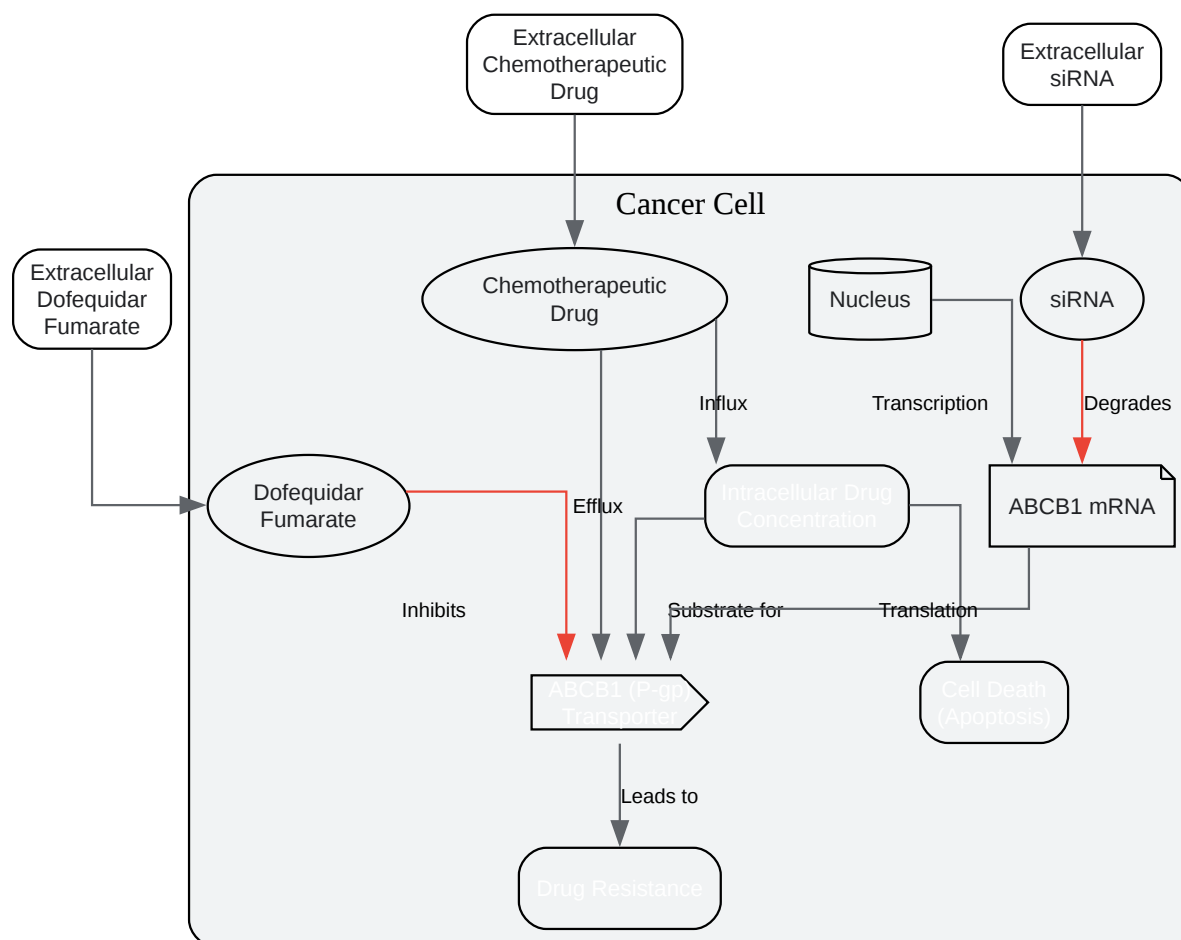 Extracellular
Chemotherapeutic
Drug
Extracellular
siRNA
Cancer Cell
Extracellular
Dofequidar
Fumarate
Chemotherapeutic
Drug
Nucleus
siRNA
Influx
Transcription
Degrades
Dofequidar
Fumarate
Efflux
Intracellular Drug
Concentration
ABCB1 mRNA
Inhibits
Substrate for
Translation
ABCB1 (P-gp)
Transporter
Cell Death
(Apoptosis)
Leads to
Drug Resistance